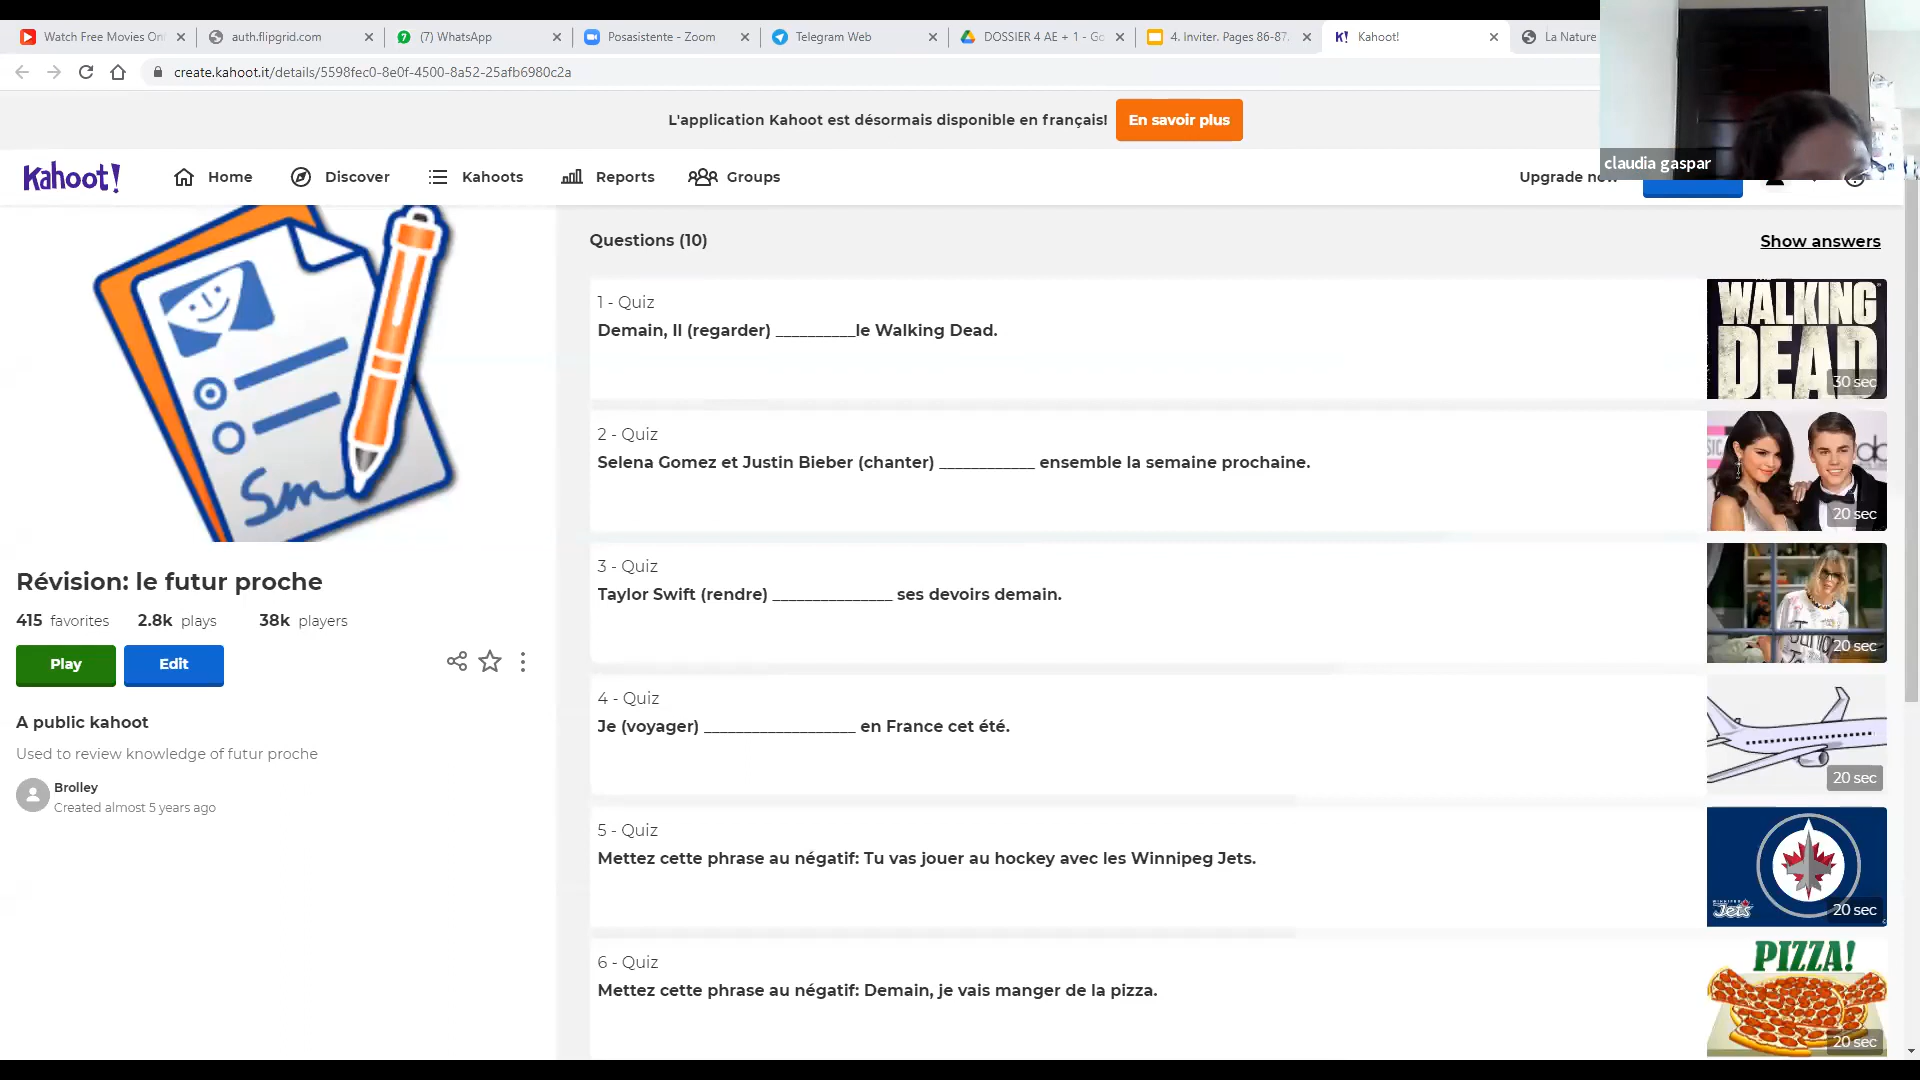 Watch Free Movies On
auth.flipgrid.com
(7) WhatsApp
Posasistente - Zoom
Telegram Web
DOSSIER 4 AE + 1 - Go
4. Inviter. Pages 86-87.
Kahoot!
La Nature
create.kahoot.it/details/5598fec0-8e0f-4500-8a52-25afb6980c2a
L'application Kahoot est désormais disponible en français!
En savoir plus
claudia gaspar
Kahoot!
Home
Discover
Kahoots
Reports
Groups
Upgrade now
Questions (10)
Show answers
1 - Quiz
Demain, Il (regarder) __________le Walking Dead.
WALKING
DEAD
30 sec
2 - Quiz
Selena Gomez et Justin Bieber (chanter) ____________ ensemble la semaine prochaine.
20 sec
3 - Quiz
Taylor Swift (rendre) _______________ ses devoirs demain.
20 sec
4 - Quiz
Je (voyager) ___________________ en France cet été.
20 sec
5 - Quiz
Mettez cette phrase au négatif: Tu vas jouer au hockey avec les Winnipeg Jets.
Jets
20 sec
6 - Quiz
Mettez cette phrase au négatif: Demain, je vais manger de la pizza.
PIZZA!
20 sec
Révision: le futur proche
415 favorites
2.8k plays
38k players
Play
Edit
A public kahoot
Used to review knowledge of futur proche
Brolley
Created almost 5 years ago